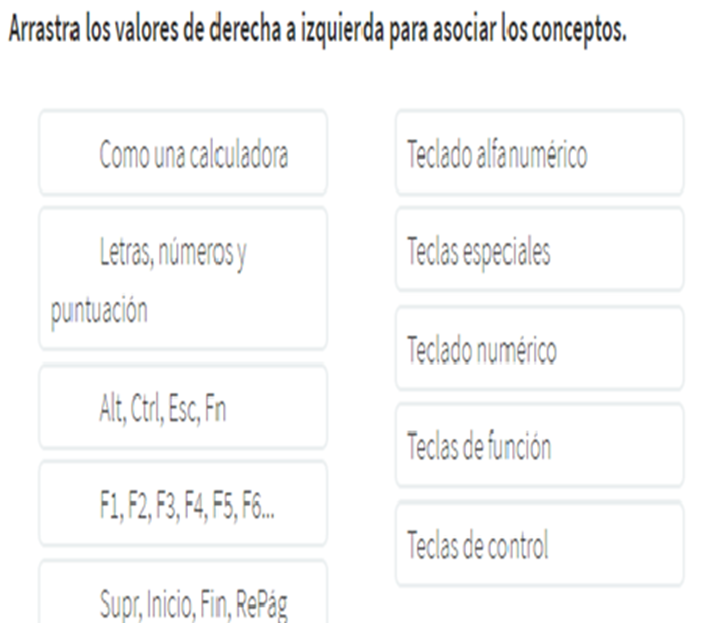 Arrastra los valores de derecha a izquierda para asociar los conceptos.
Como una calculadora
Letras, números y
puntuación
Alt, Ctrl, Esc, Fn
F1, F2, F3, F4, F5, F6...
Supr, Inicio, Fin, RePág
Teclado alfanumérico
Teclas especiales
Teclado numérico
Teclas de función
Teclas de control